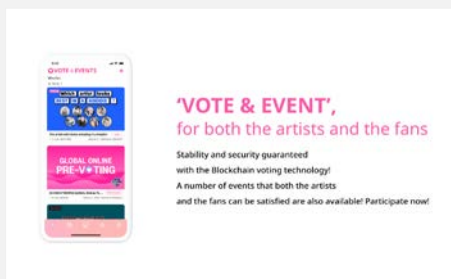 VOTE & EVENTS
GLOBAL ONLINE
PRE-VOTING
'VOTE & EVENT',
for both the artists and the fans
Stability and security guaranteed
with the Blockchain voting technology!
A number of events that both the artists
and the fans can be satisfied are also available! Participate now!